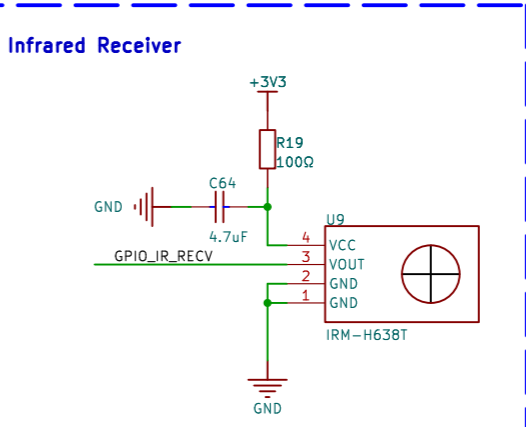 Infrared Receiver
+3V3
R19
100Ω
C64
GND
4.7uF
U9
GPIO_IR_RECV
4 VCC
3 VOUT
2 GND
1 GND
IRM-H638T
GND